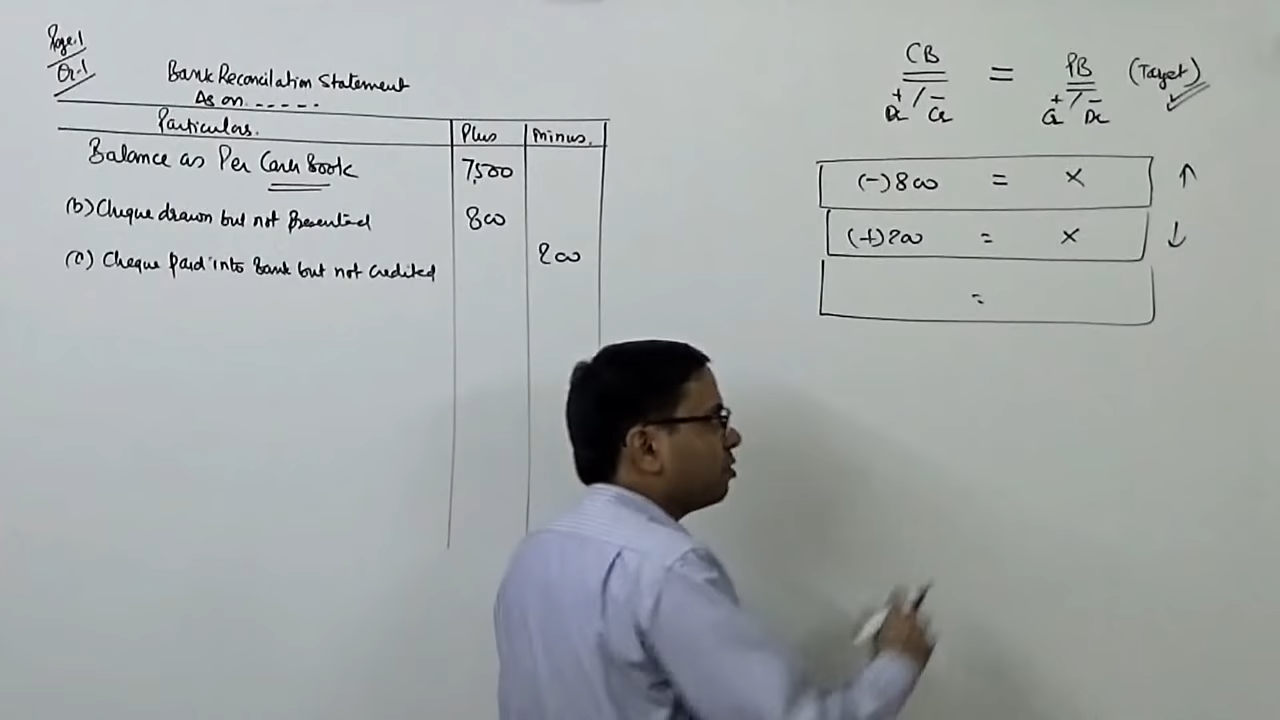 Page.1
Qr.1
Bank Reconcilation Statement
As on - - - - -
Particulars. Plus Minus.
Balance as Per Cash Book 7,500
(b) Cheque drawn but not Presented 800
(c) Cheque Paid into Bank but not credited 200
CB = PB (Target)
+ / - + / -
Dr Cr Cr Dr
(-) 800 = × ↑
(+) 200 = × ↓
=